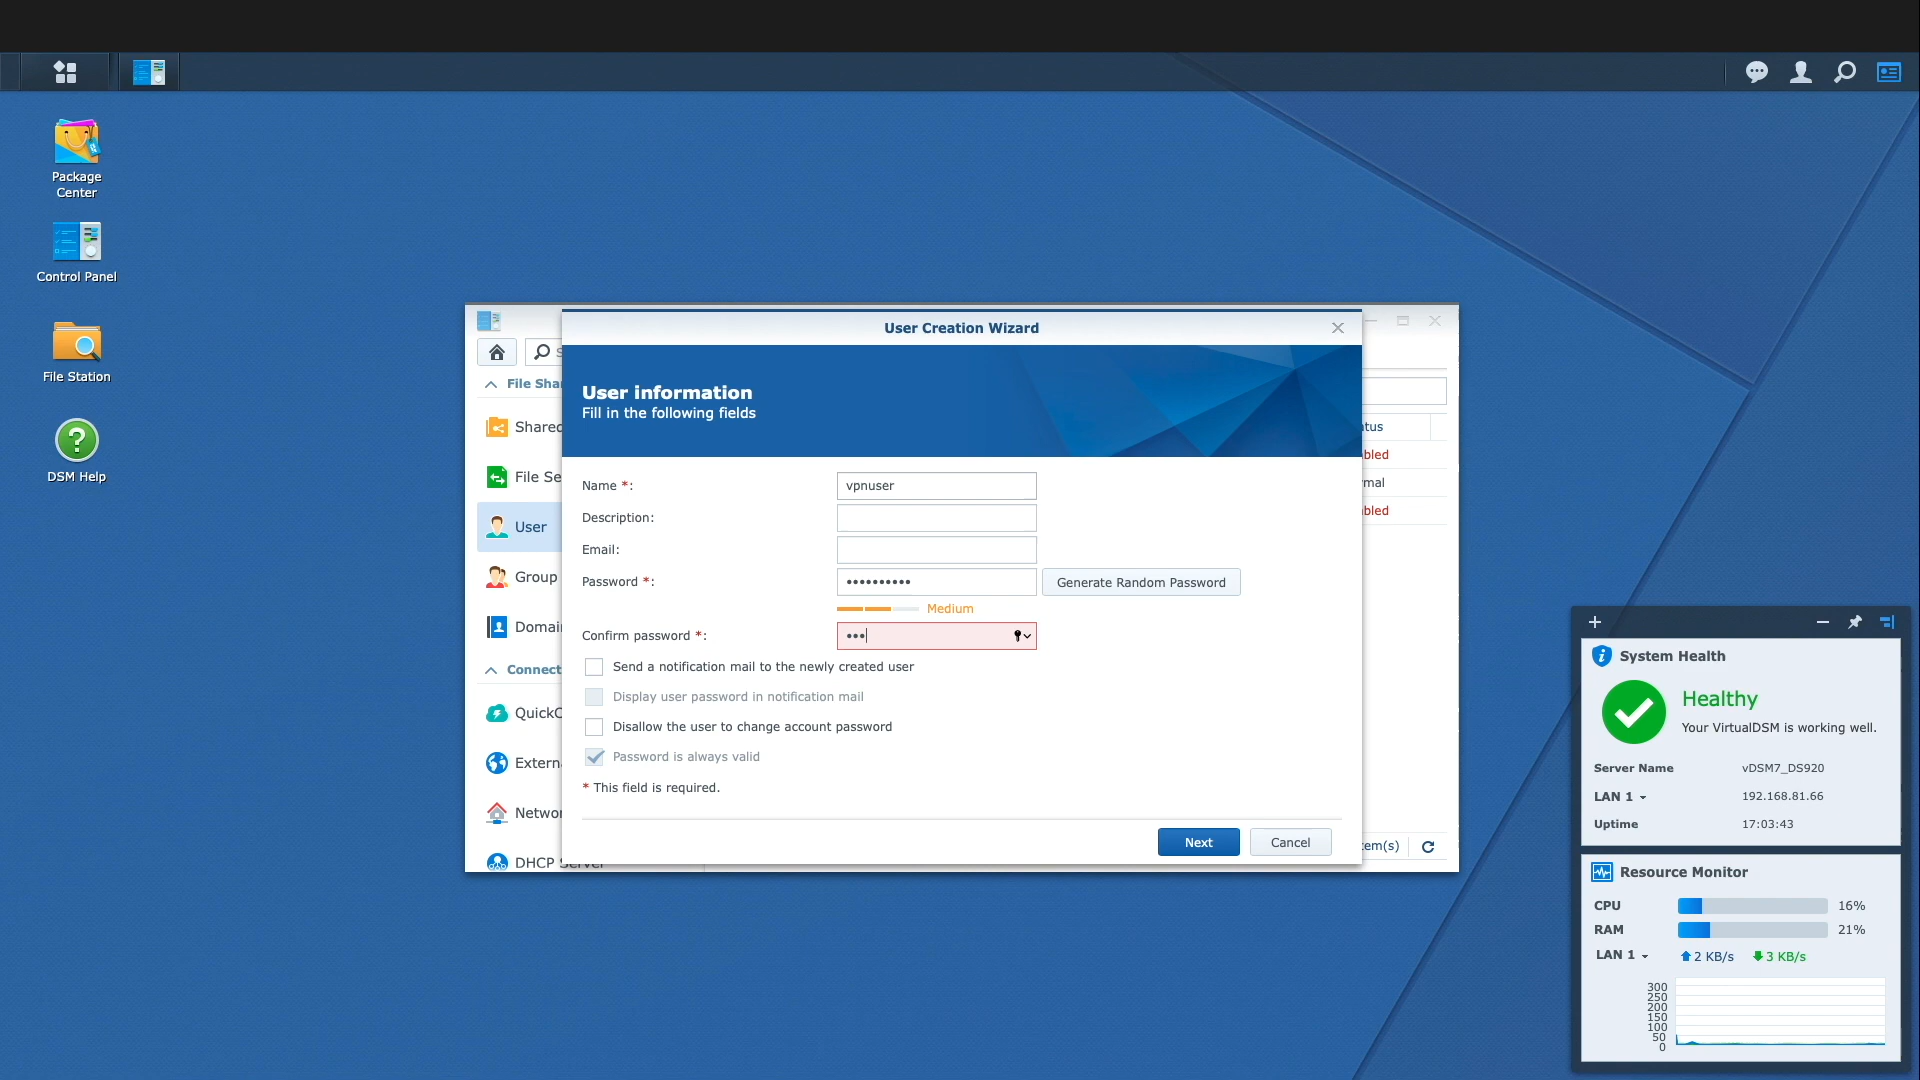 Package
Center
Control Panel
File Station
DSM Help
User Creation Wizard
User information
Fill in the following fields
File Sha
Shared
File Se
User
Group
Domai
Connect
QuickC
Extern
Networ
DHCP Server
tus
bled
mal
bled
Name *:
vpnuser
Description:
Email:
Password *:
••••••••••
Generate Random Password
Medium
Confirm password *:
•••
Send a notification mail to the newly created user
Display user password in notification mail
Disallow the user to change account password
Password is always valid
* This field is required.
Next
Cancel
tem(s)
System Health
Healthy
Your VirtualDSM is working well.
Server Name vDSM7_DS920
LAN 1 192.168.81.66
Uptime 17:03:43
Resource Monitor
CPU 16%
RAM 21%
LAN 1 2 KB/s 3 KB/s
300
250
200
150
100
50
0